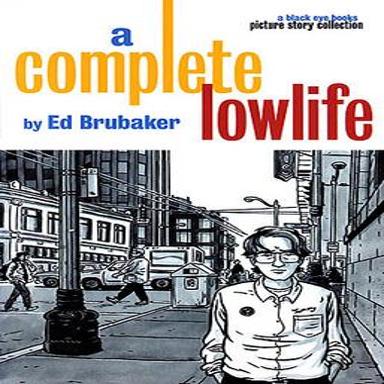 a black eye books
picture story collection
a
complete
lowlife
by Ed Brubaker